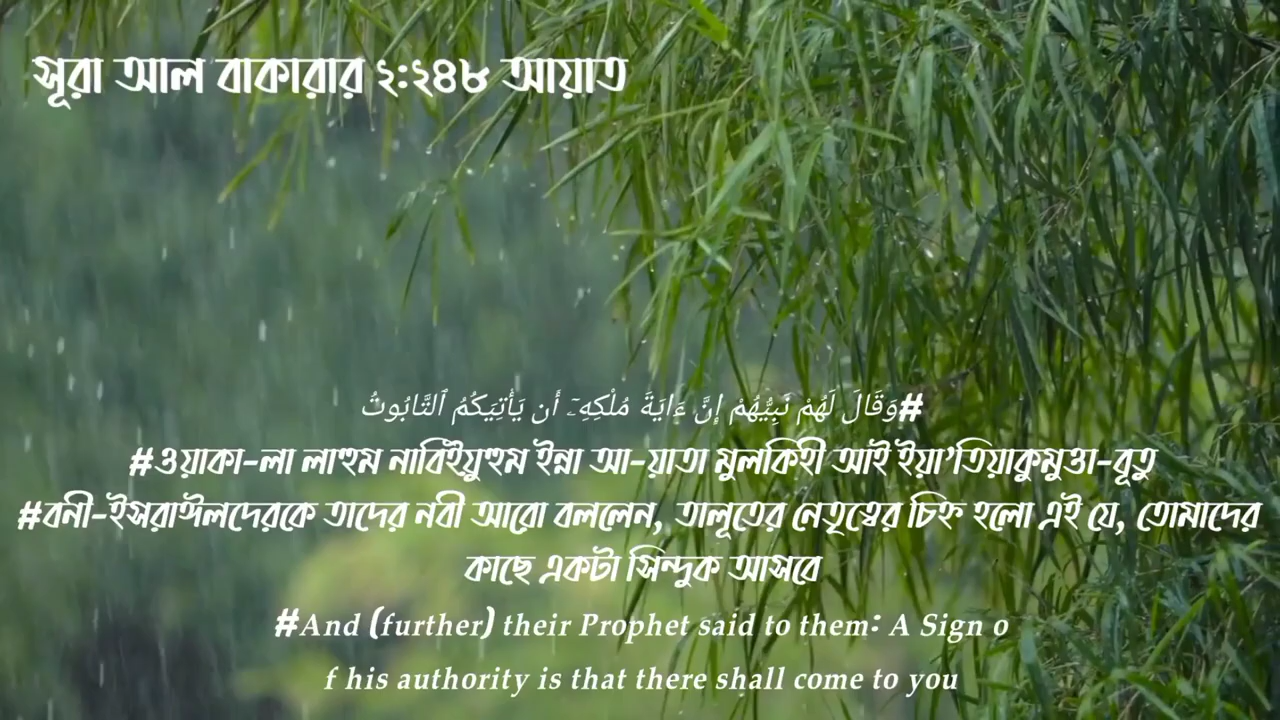 সূরা আল বাকারার ২:২৪৮ আয়াত
#وَقَالَ لَهُمْ نَبِيُّهُمْ إِنَّ ءَايَةَ مُلْكِهِۦٓ أَن يَأْتِيَكُمُ ٱلتَّابُوتُ
#ওয়াকা-লা লাহুম নাবিইয়ুহুম ইন্না আ-য়াতা মুলকিহী আই ইয়া’তিয়াকুমুত্তা-বূতু
#বনী-ইসরাঈলদেরকে তাদের নবী আরো বললেন, তালূতের নেতৃত্বের চিহ্ন হলো এই যে, তোমাদের
কাছে একটা সিন্দুক আসবে
#And (further) their Prophet said to them: A Sign o
f his authority is that there shall come to you